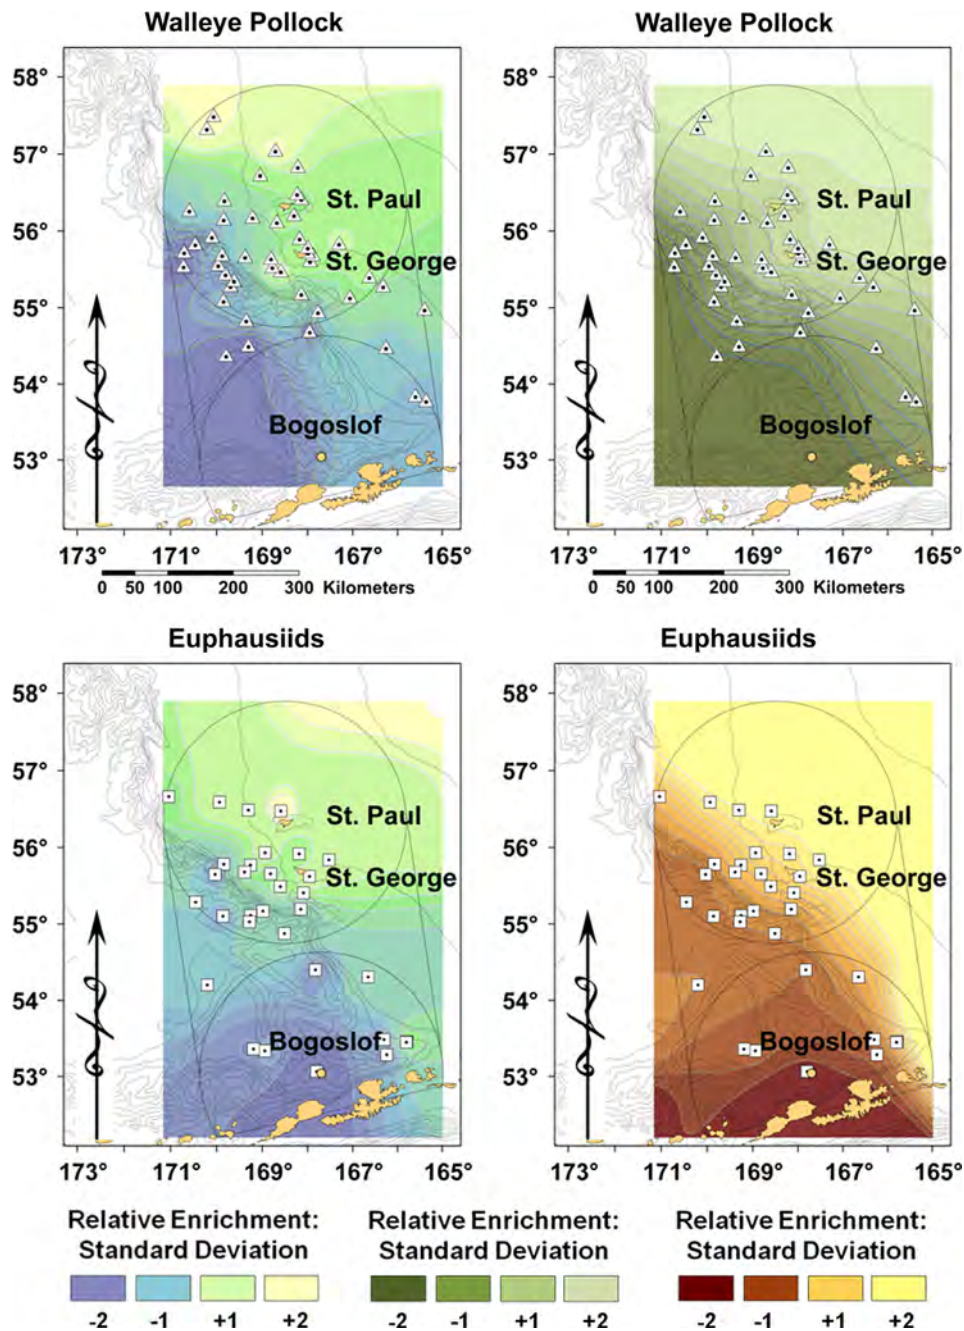 Walleye Pollock Walleye Pollock
58° 58°
57° 57°
St. Paul St. Paul
56° 56°
St. George St. George
55° 55°
54° 54°
Bogoslof Bogoslof
53° 53°
173° 171° 169° 167° 165° 173° 171° 169° 167° 165°
0 50 100 200 300 Kilometers 0 50 100 200 300 Kilometers
Euphausiids Euphausiids
58° 58°
57° 57°
St. Paul St. Paul
56° 56°
St. George St. George
55° 55°
54° 54°
Bogoslof Bogoslof
53° 53°
173° 171° 169° 167° 165° 173° 171° 169° 167° 165°
Relative Enrichment: Relative Enrichment: Relative Enrichment:
Standard Deviation Standard Deviation Standard Deviation
-2 -1 +1 +2 -2 -1 +1 +2 -2 -1 +1 +2